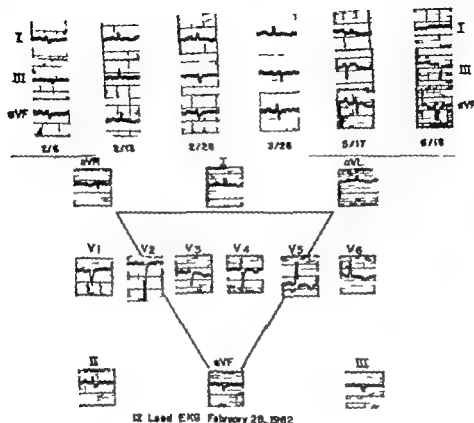 I I
III III
aVF aVF
2/6 2/13 2/28 3/26 5/17 6/18
aVR I aVL
V1 V2 V3 V4 V5 V6
II aVF III
12 Lead EKG February 28, 1962